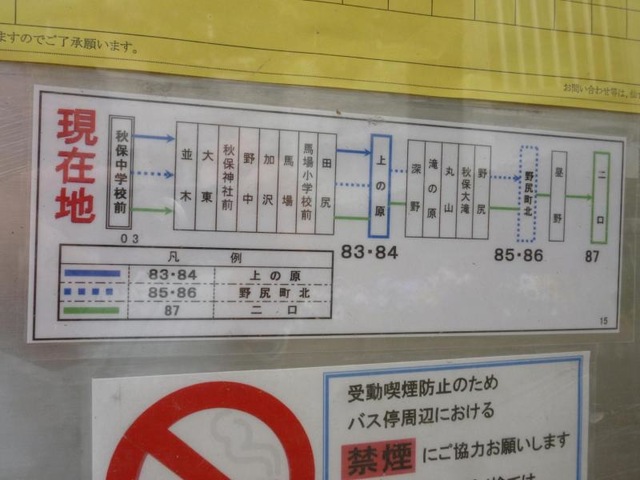 ますのでご了承願います。
お問い合わせ等は、仙
現在地
秋保中学校前
03
並木
大東
秋保神社前
野中
加沢
馬場
馬場小学校前
田尻
上の原
83・84
深野
滝の原
丸山
秋保大滝
野尻
野尻町北
85・86
昼野
二口
87
凡例
83・84 上の原
85・86 野尻町北
87 二口
15
受動喫煙防止のため
バス停周辺における
禁煙にご協力お願いします